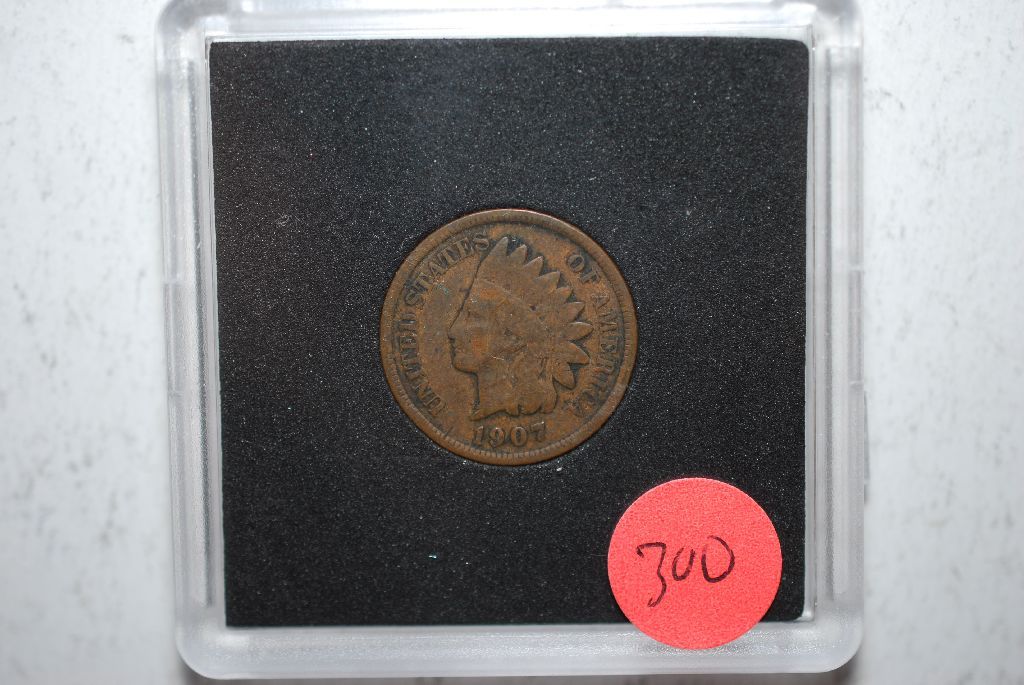 UNITED STATES OF AMERICA
1907
300